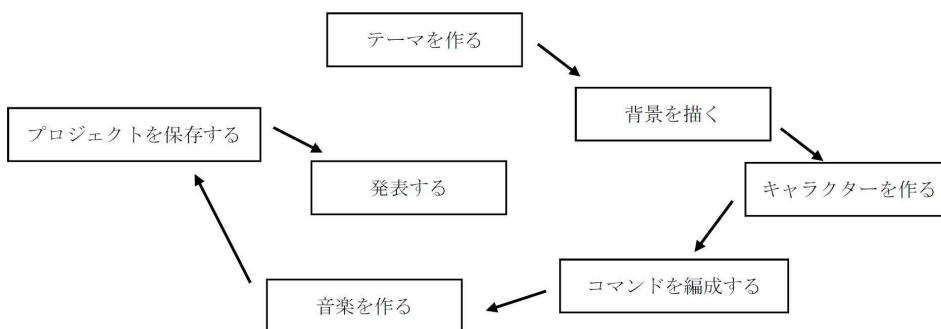 テーマを作る
背景を描く
キャラクターを作る
コマンドを編成する
音楽を作る
プロジェクトを保存する
発表する